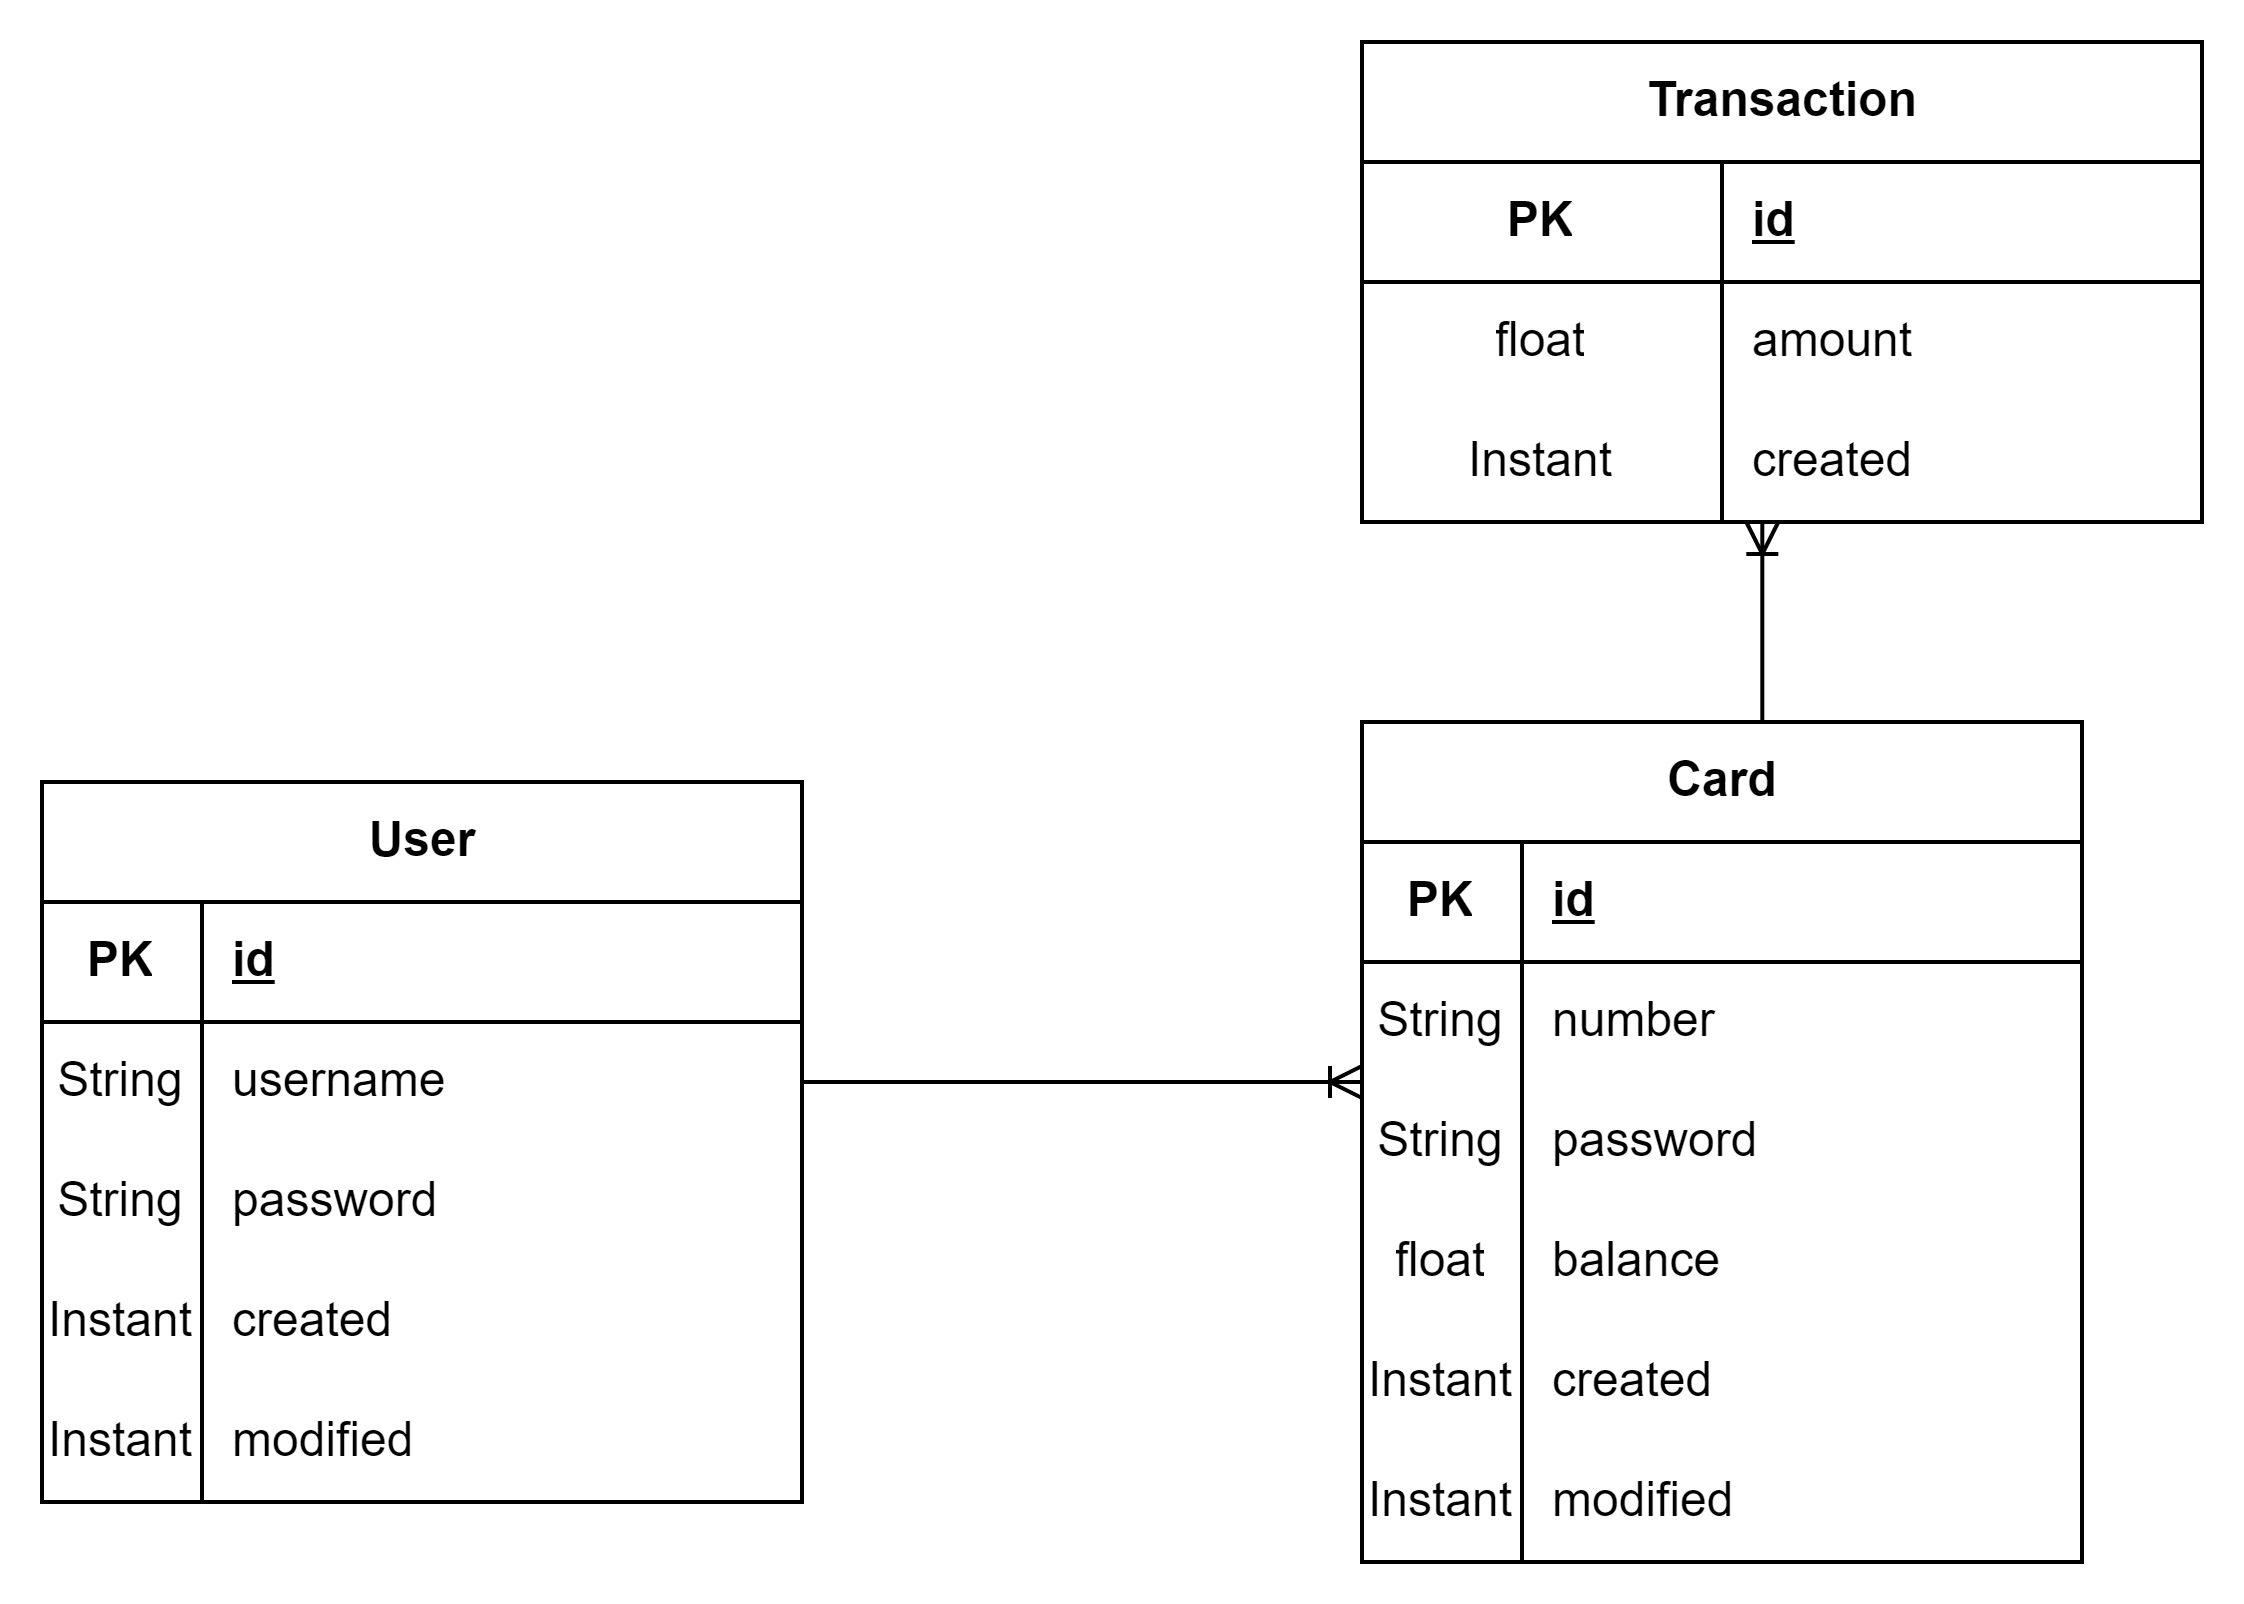 Transaction
PK id
float amount
Instant created
User
PK id
String username
String password
Instant created
Instant modified
Card
PK id
String number
String password
float balance
Instant created
Instant modified